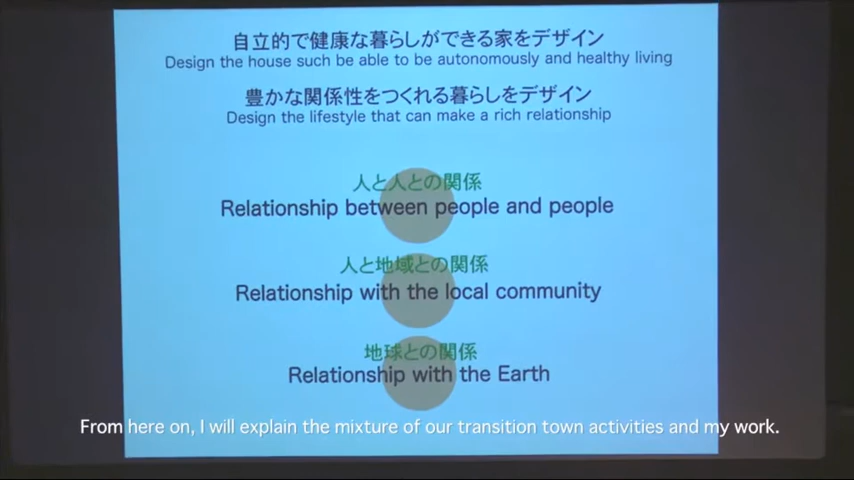 自立的で健康な暮らしができる家をデザイン
Design the house such be able to be autonomously and healthy living
豊かな関係性をつくれる暮らしをデザイン
Design the lifestyle that can make a rich relationship
人と人との関係
Relationship between people and people
人と地域との関係
Relationship with the local community
地球との関係
Relationship with the Earth
From here on, I will explain the mixture of our transition town activities and my work.